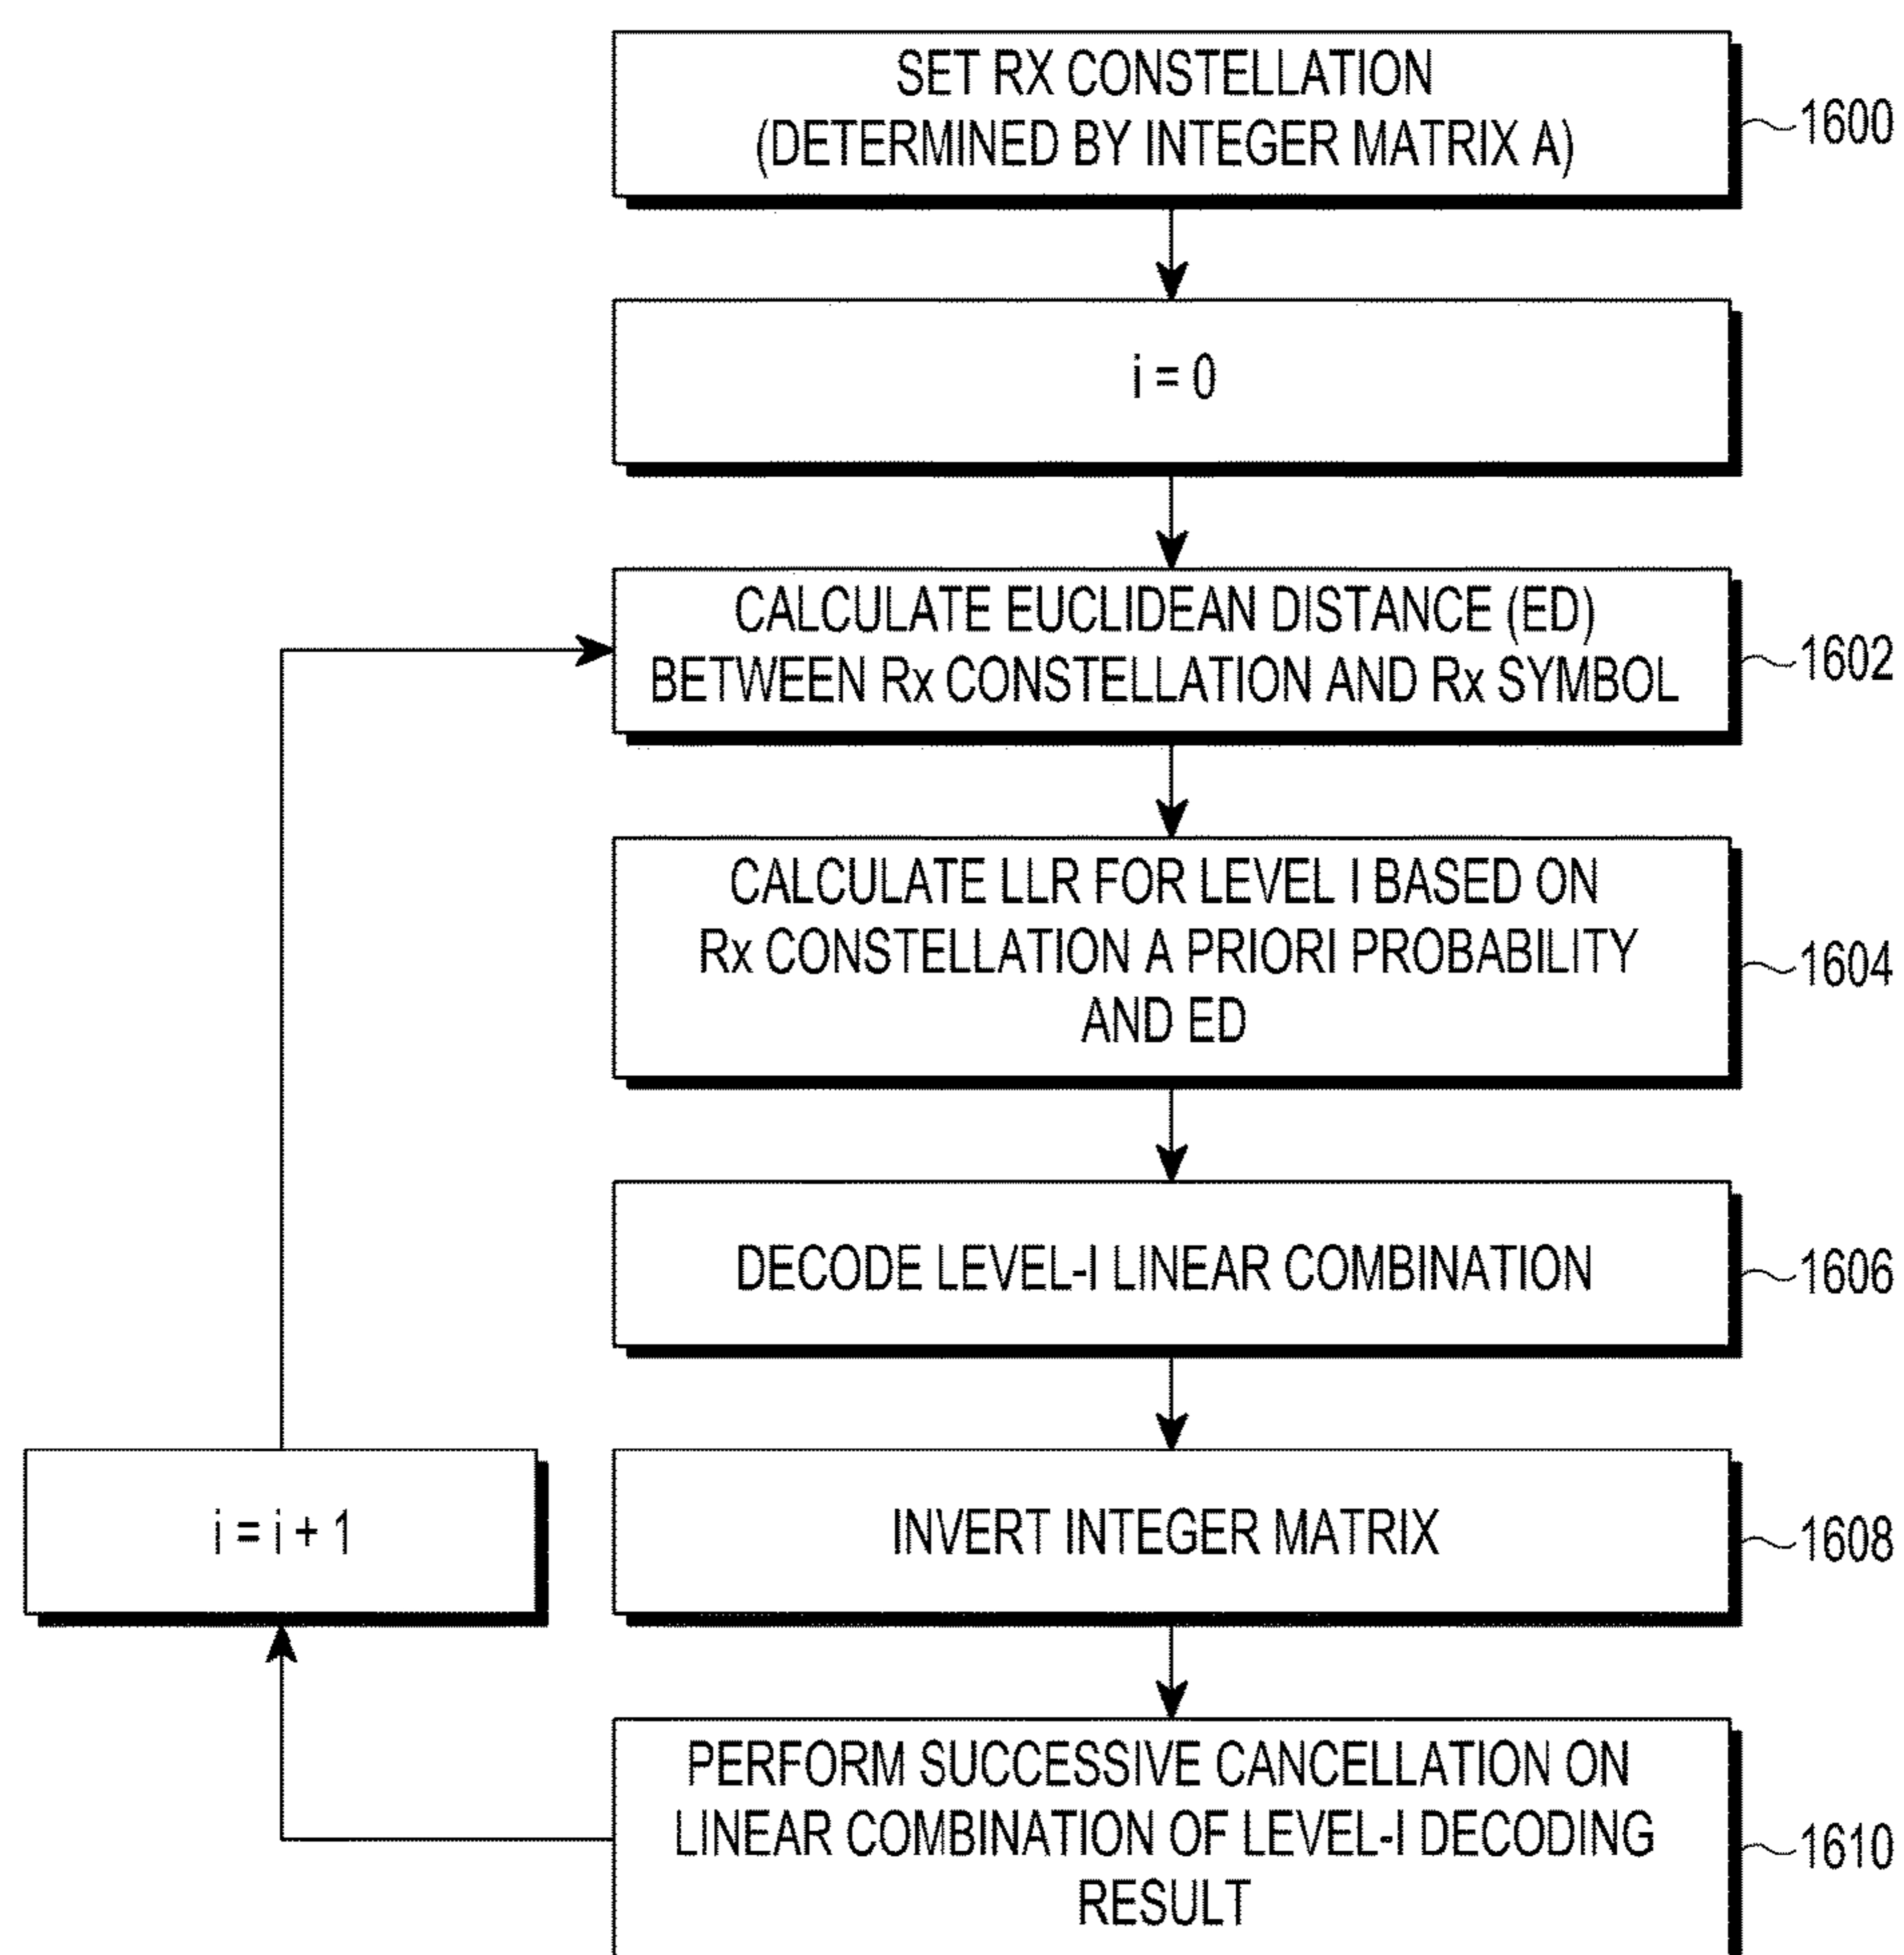 SET RX CONSTELLATION
(DETERMINED BY INTEGER MATRIX A)
1600
i = 0
CALCULATE EUCLIDEAN DISTANCE (ED)
BETWEEN Rx CONSTELLATION AND Rx SYMBOL
1602
CALCULATE LLR FOR LEVEL I BASED ON
Rx CONSTELLATION A PRIORI PROBABILITY
AND ED
1604
DECODE LEVEL-I LINEAR COMBINATION
1606
i = i + 1
INVERT INTEGER MATRIX
1608
PERFORM SUCCESSIVE CANCELLATION ON
LINEAR COMBINATION OF LEVEL-I DECODING
RESULT
1610